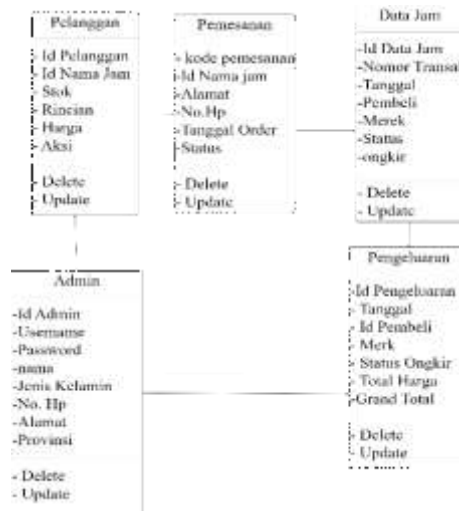 Pelanggan
- Id Pelanggan
- Id Nama Jam
- Stok
- Rincian
- Harga
- Aksi
- Delete
- Update
Pemesanan
- kode pemesanan
-Id Nama jam
-Alamat
-No.Hp
-Tanggal Order
-Status
- Delete
- Update
Data Jam
-Id Data Jam
-Nomor Transal
-Tanggal
-Pembeli
-Merek
-Status
-ongkir
- Delete
- Update
Admin
-Id Admin
-Username
-Password
-nama
-Jenis Kelamin
-No. Hp
-Alamat
-Provinsi
- Delete
- Update
Pengeluaran
-Id Pengeluaran
- Tanggal
- Id Pembeli
- Merk
- Status Ongkir
- Total Harga
-Grand Total
- Delete
- Update